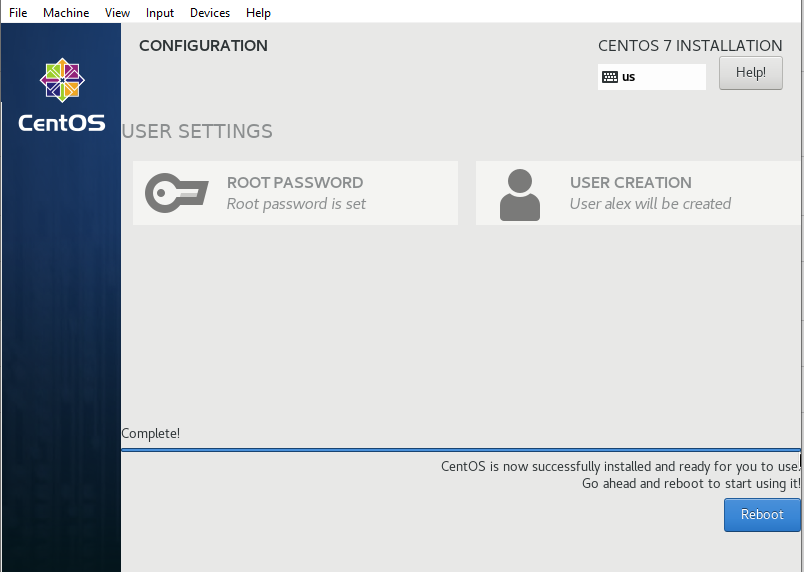 File Machine View Input Devices Help
CONFIGURATION
CENTOS 7 INSTALLATION
us
Help!
CentOS
USER SETTINGS
ROOT PASSWORD
Root password is set
USER CREATION
User alex will be created
Complete!
CentOS is now successfully installed and ready for you to use!
Go ahead and reboot to start using it!
Reboot